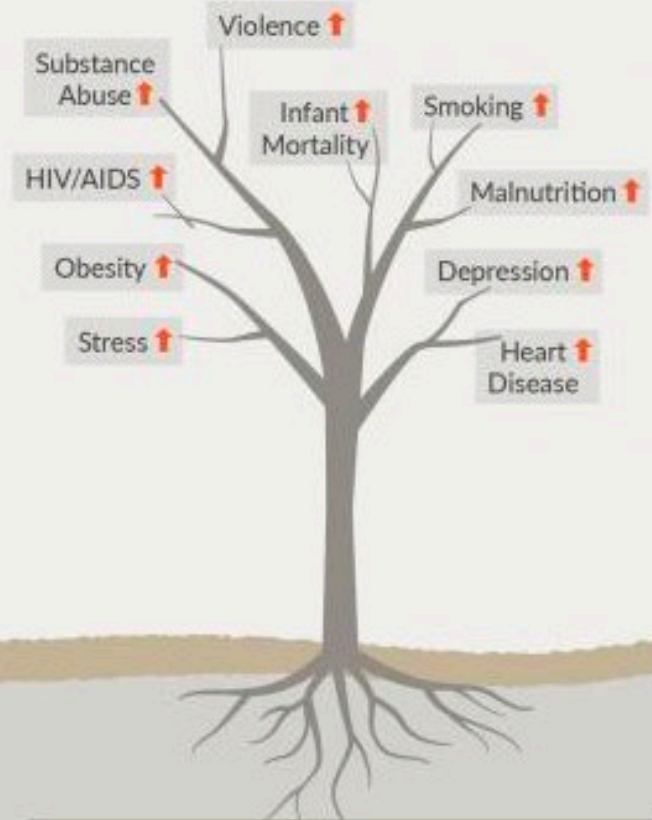 Violence
Substance
Abuse
Infant
Mortality
Smoking
HIV/AIDS
Malnutrition
Obesity
Depression
Stress
Heart
Disease